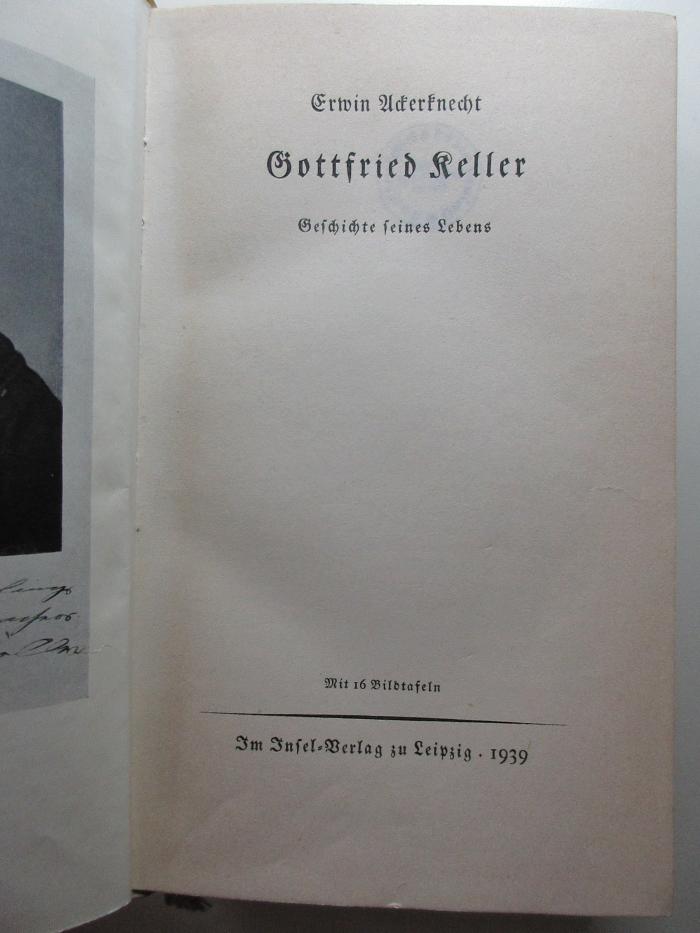 Erwin Ackerknecht
Gottfried Keller
Geſchichte ſeines Lebens
Mit 16 Bildtafeln
Im Inſel-Verlag zu Leipzig · 1939